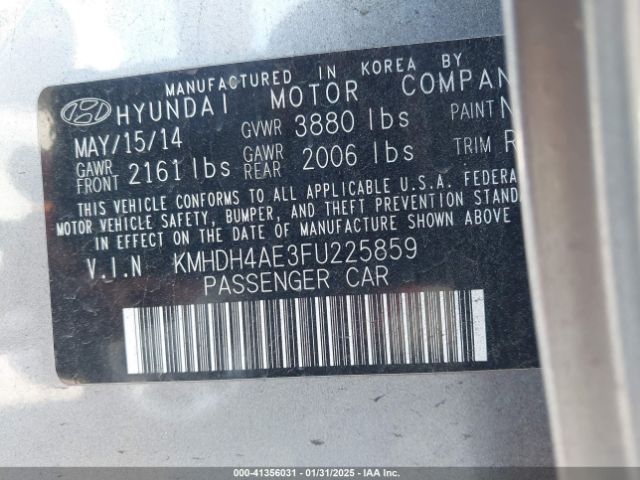 MANUFACTURED IN KOREA BY
HYUNDAI MOTOR COMPAN
MAY/15/14 GVWR 3880 lbs PAINT N
GAWR FRONT 2161 lbs GAWR REAR 2006 lbs TRIM R
THIS VEHICLE CONFORMS TO ALL APPLICABLE U.S.A. FEDERA
MOTOR VEHICLE SAFETY, BUMPER, AND THEFT PREVENTION STAND
IN EFFECT ON THE DATE OF MANUFACTURE SHOWN ABOVE
V.I.N KMHDH4AE3FU225859
PASSENGER CAR
000-41356031 - 01/31/2025 - IAA Inc.